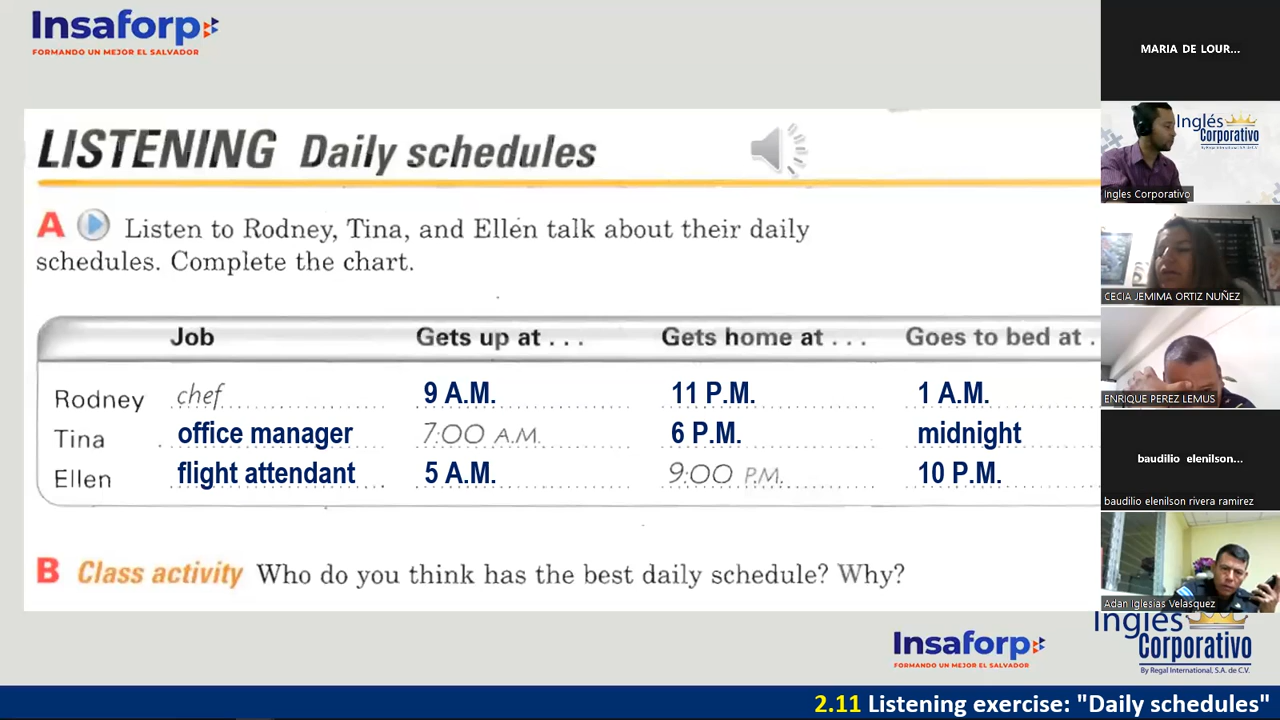 Insaforp
FORMANDO UN MEJOR EL SALVADOR
LISTENING Daily schedules
A Listen to Rodney, Tina, and Ellen talk about their daily
schedules. Complete the chart.
Job Gets up at . . . Gets home at . . . Goes to bed at .
Rodney chef 9 A.M. 11 P.M. 1 A.M.
Tina office manager 7:00 A.M. 6 P.M. midnight
Ellen flight attendant 5 A.M. 9:00 P.M. 10 P.M.
B Class activity Who do you think has the best daily schedule? Why?
Insaforp
FORMANDO UN MEJOR EL SALVADOR
Inglés
Corporativo
By Regal International, S.A. de C.V.
2.11 Listening exercise: "Daily schedules"
MARIA DE LOUR...
Inglés
Corporativo
By Regal International, S.A. de C.V.
Ingles Corporativo
CECIA JEMIMA ORTIZ NUÑEZ
ENRIQUE PEREZ LEMUS
baudilio elenilson...
baudilio elenilson rivera ramirez
Adan Iglesias Velasquez